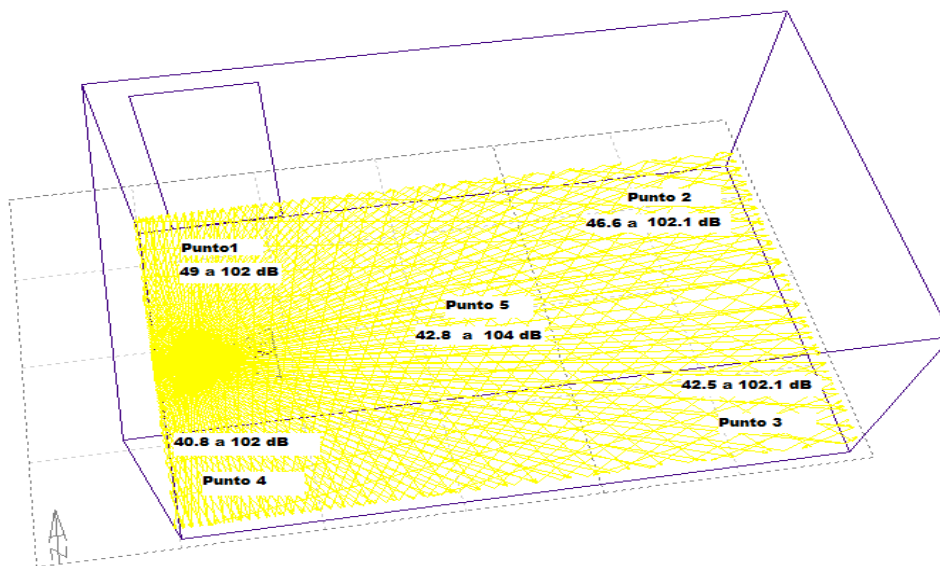 Punto 2
46.6 a 102.1 dB
Punto1
49 a 102 dB
Punto 5
42.8 a 104 dB
42.5 a 102.1 dB
Punto 3
40.8 a 102 dB
Punto 4